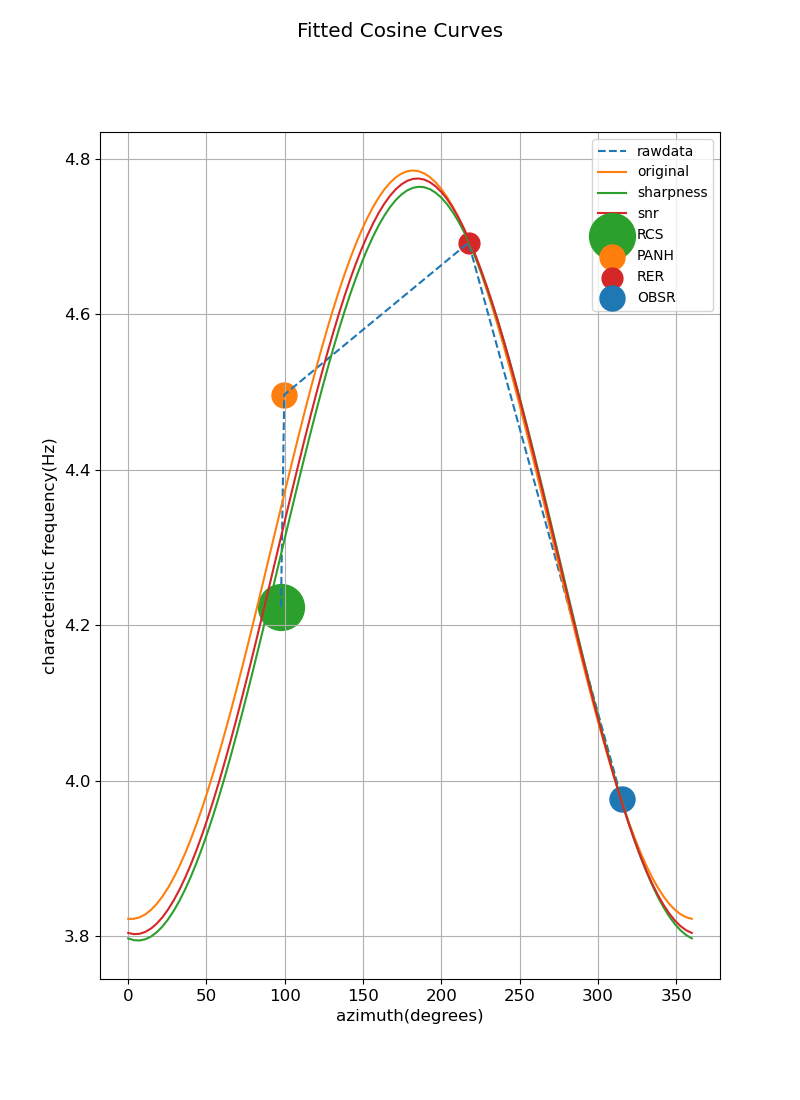 Fitted Cosine Curves
rawdata
original
sharpness
snr
RCS
PANH
RER
OBSR
4.8
4.6
4.4
4.2
4.0
3.8
characteristic frequency(Hz)
0 50 100 150 200 250 300 350
azimuth(degrees)